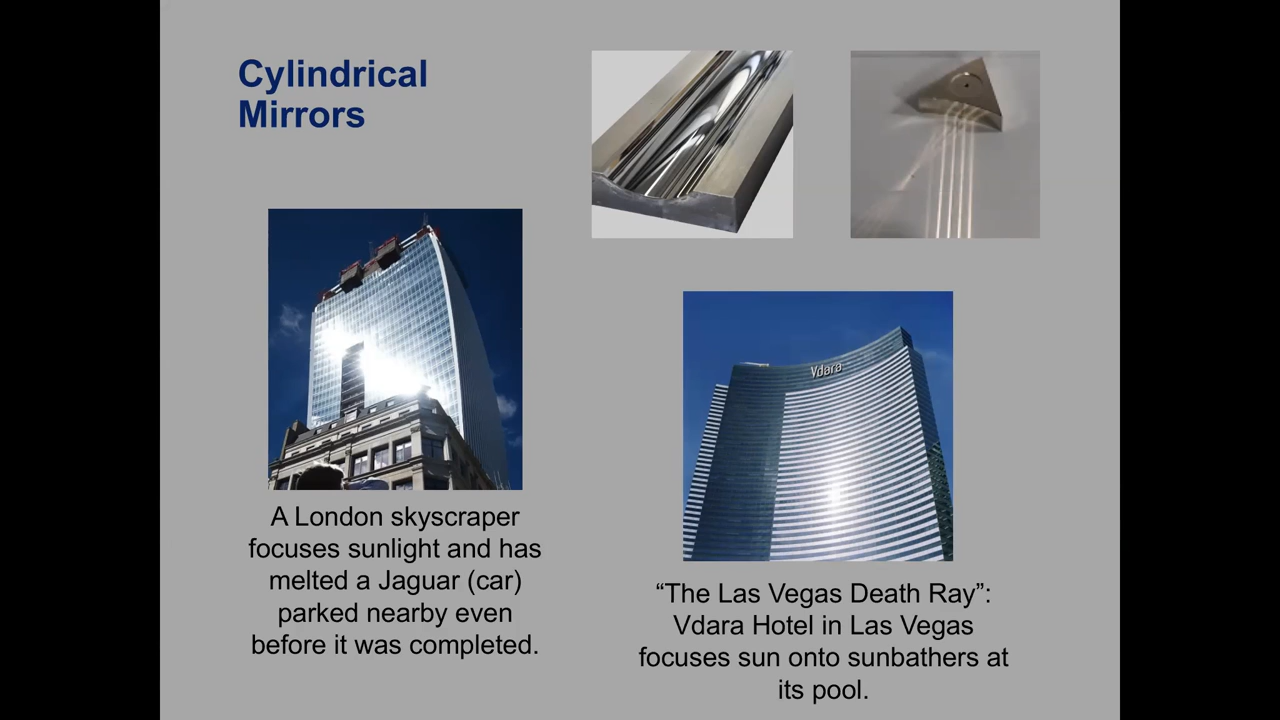 Cylindrical
Mirrors
Vdara
A London skyscraper
focuses sunlight and has
melted a Jaguar (car)
parked nearby even
before it was completed.
“The Las Vegas Death Ray”:
Vdara Hotel in Las Vegas
focuses sun onto sunbathers at
its pool.